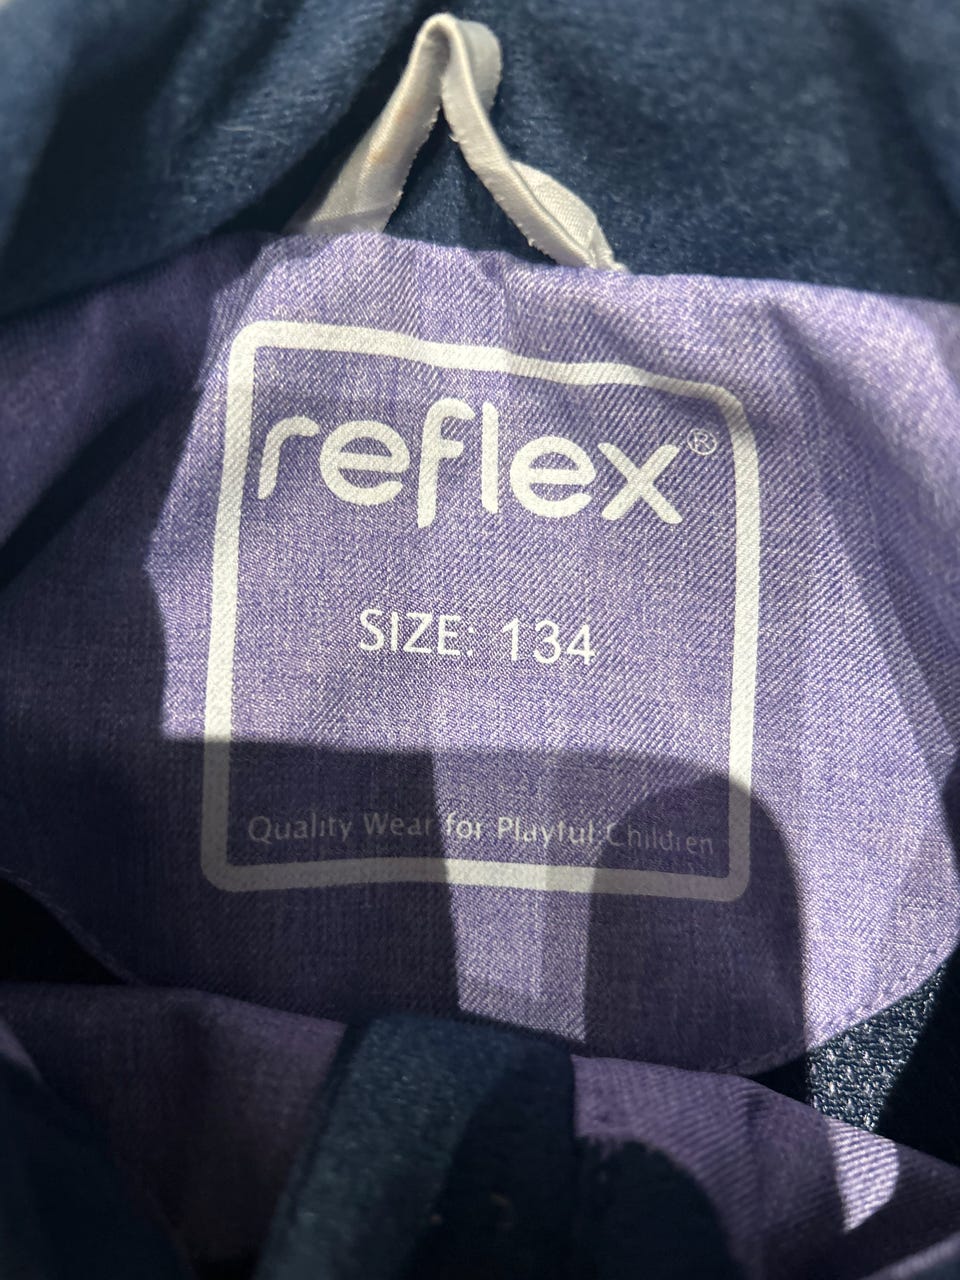 reflex®
SIZE: 134
Quality Wear for Playful Children